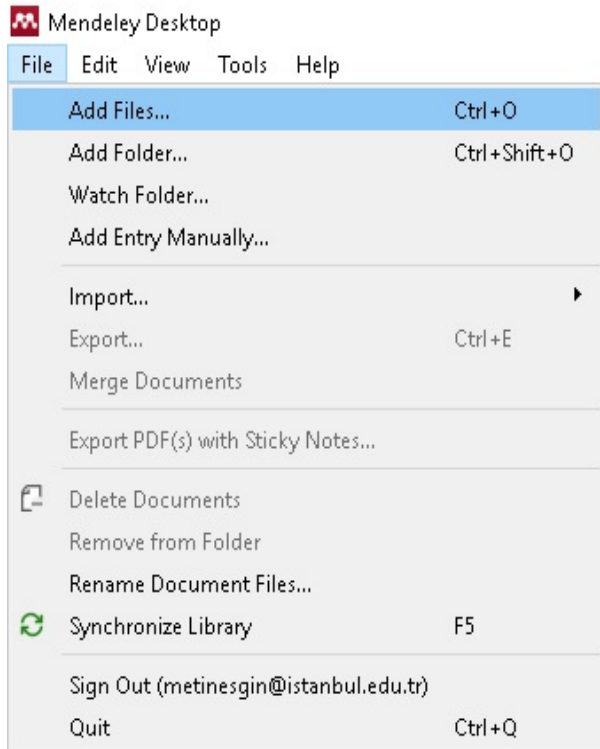 Mendeley Desktop
File Edit View Tools Help
Add Files... Ctrl+O
Add Folder... Ctrl+Shift+O
Watch Folder...
Add Entry Manually...
Import...
Export... Ctrl+E
Merge Documents
Export PDF(s) with Sticky Notes...
Delete Documents
Remove from Folder
Rename Document Files...
Synchronize Library F5
Sign Out (metinesgin@istanbul.edu.tr)
Quit Ctrl+Q